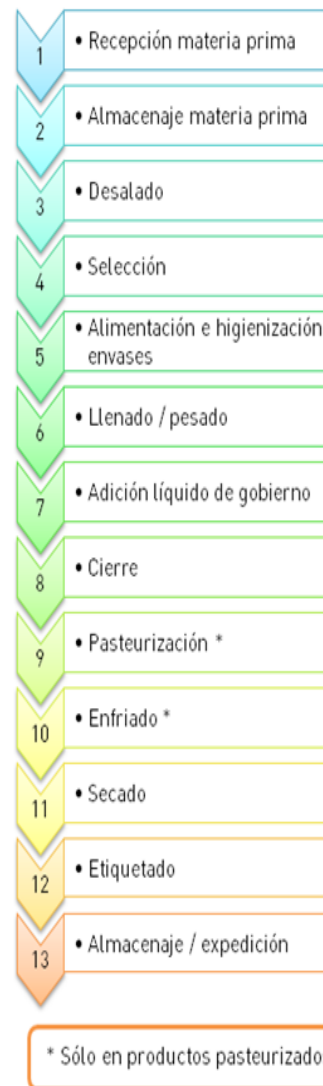 1
• Recepción materia prima
2
• Almacenaje materia prima
3
• Desalado
4
• Selección
5
• Alimentación e higienización
envases
6
• Llenado / pesado
7
• Adición líquido de gobierno
8
• Cierre
9
• Pasteurización *
10
• Enfriado *
11
• Secado
12
• Etiquetado
13
• Almacenaje / expedición
* Sólo en productos pasteurizado